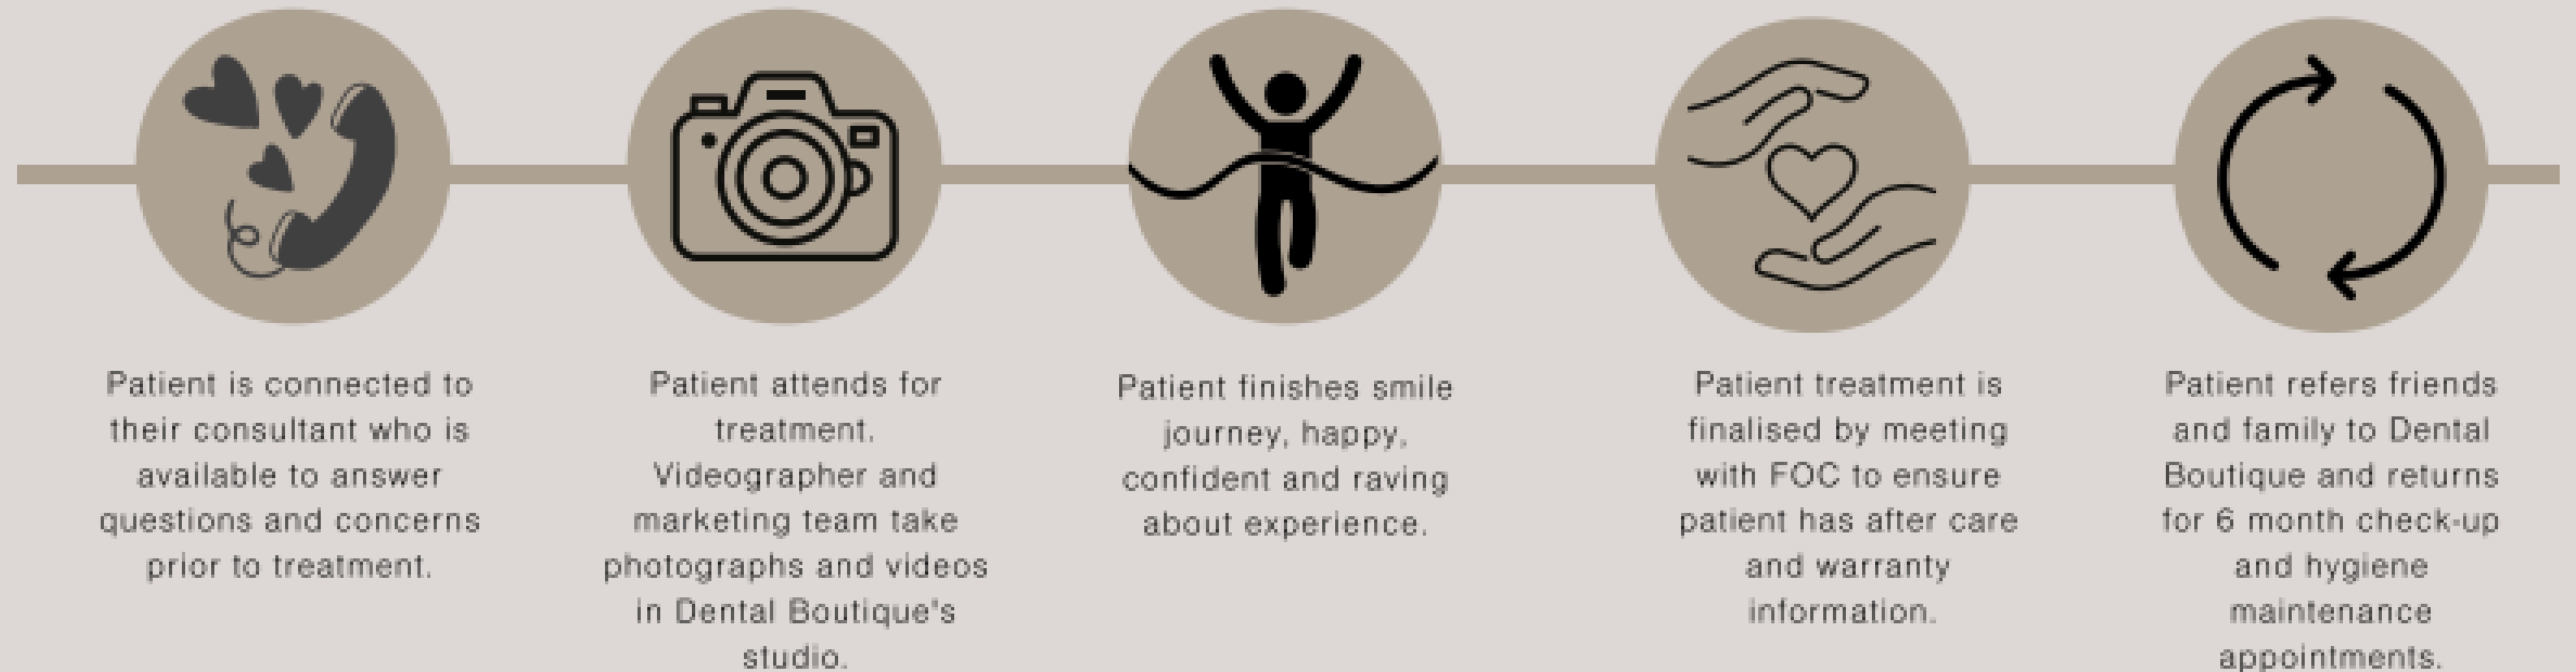 Patient is connected to
their consultant who is
available to answer
questions and concerns
prior to treatment.
Patient attends for
treatment.
Videographer and
marketing team take
photographs and videos
in Dental Boutique's
studio.
Patient finishes smile
journey, happy,
confident and raving
about experience.
Patient treatment is
finalised by meeting
with FOC to ensure
patient has after care
and warranty
information.
Patient refers friends
and family to Dental
Boutique and returns
for 6 month check-up
and hygiene
maintenance
appointments.